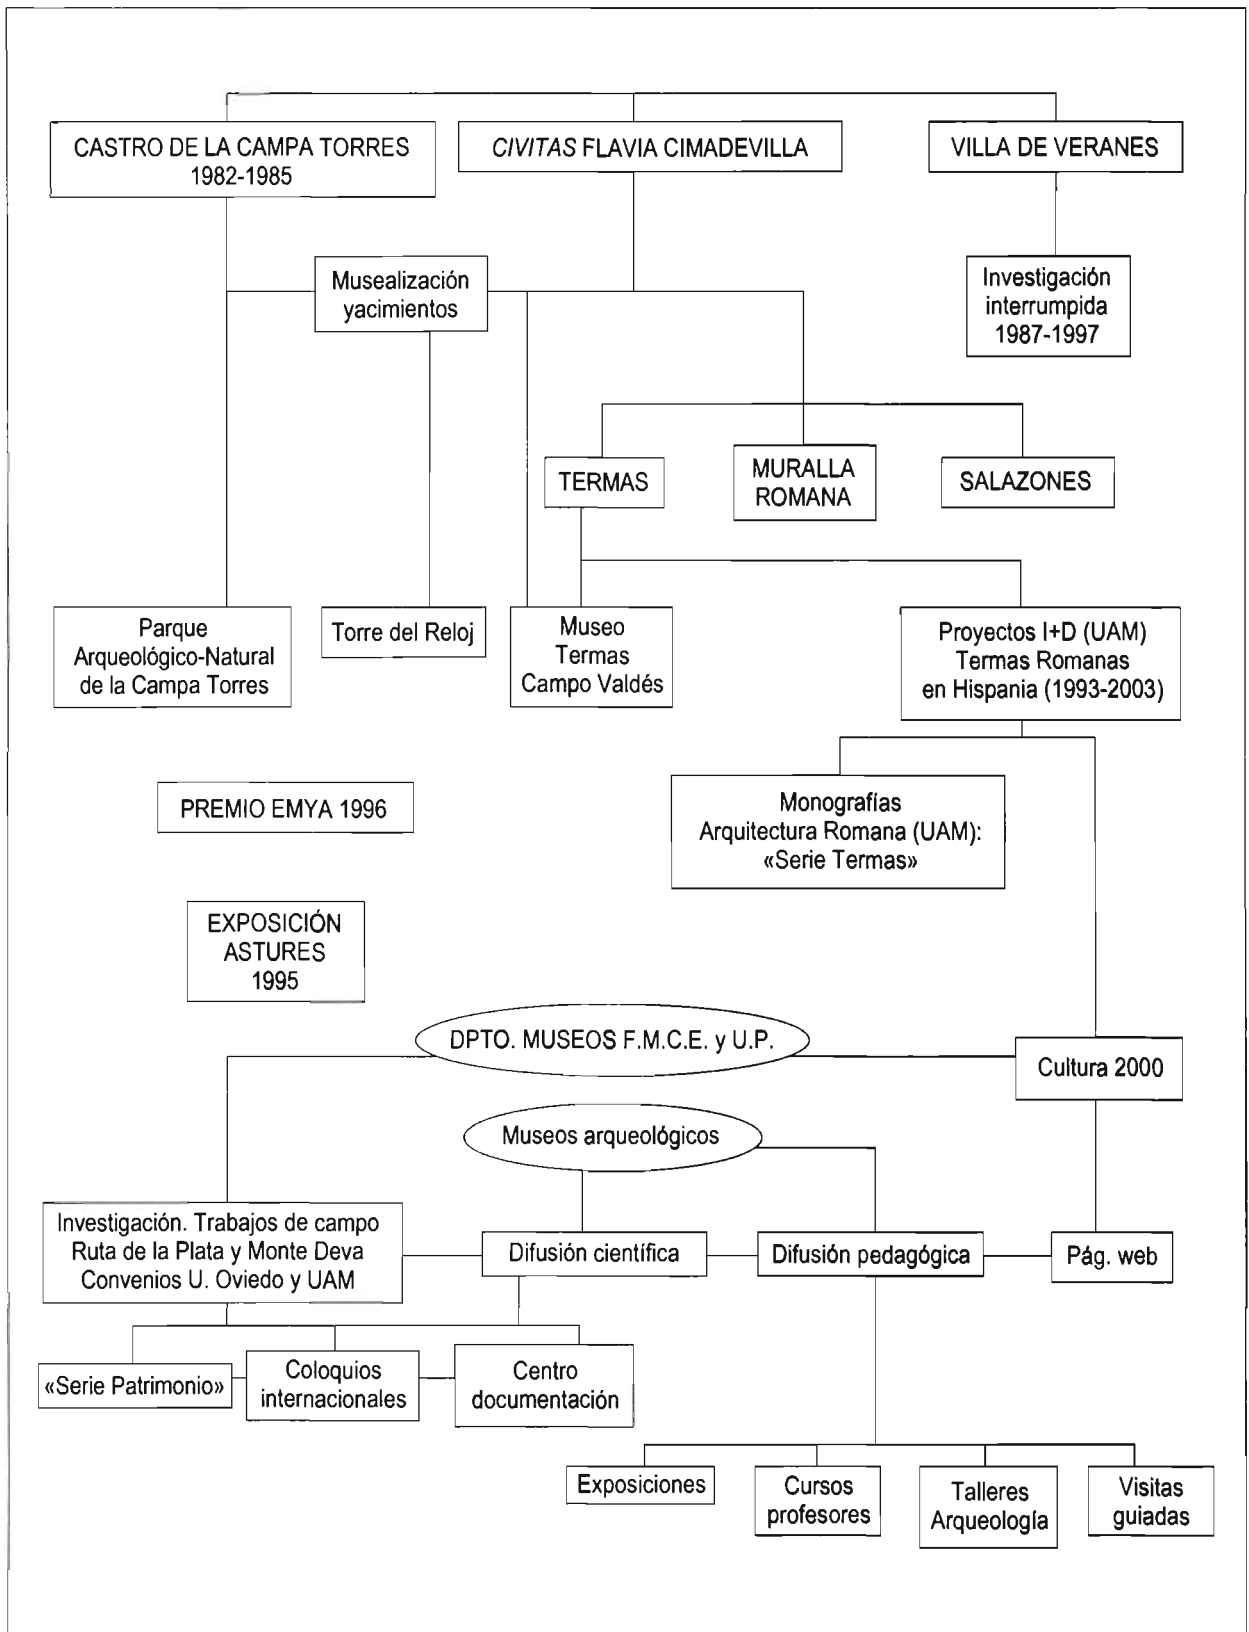 CASTRO DE LA CAMPA TORRES
1982-1985
CIVITAS FLAVIA CIMADEVILLA
VILLA DE VERANES
Musealización
yacimientos
Investigación
interrumpida
1987-1997
TERMAS
MURALLA
ROMANA
SALAZONES
Parque
Arqueológico-Natural
de la Campa Torres
Torre del Reloj
Museo
Termas
Campo Valdés
Proyectos I+D (UAM)
Termas Romanas
en Hispania (1993-2003)
PREMIO EMYA 1996
Monografías
Arquitectura Romana (UAM):
«Serie Termas»
EXPOSICIÓN
ASTURES
1995
DPTO. MUSEOS F.M.C.E. y U.P.
Cultura 2000
Museos arqueológicos
Investigación. Trabajos de campo
Ruta de la Plata y Monte Deva
Convenios U. Oviedo y UAM
Difusión científica
Difusión pedagógica
Pág. web
«Serie Patrimonio»
Coloquios
internacionales
Centro
documentación
Exposiciones
Cursos
profesores
Talleres
Arqueología
Visitas
guiadas